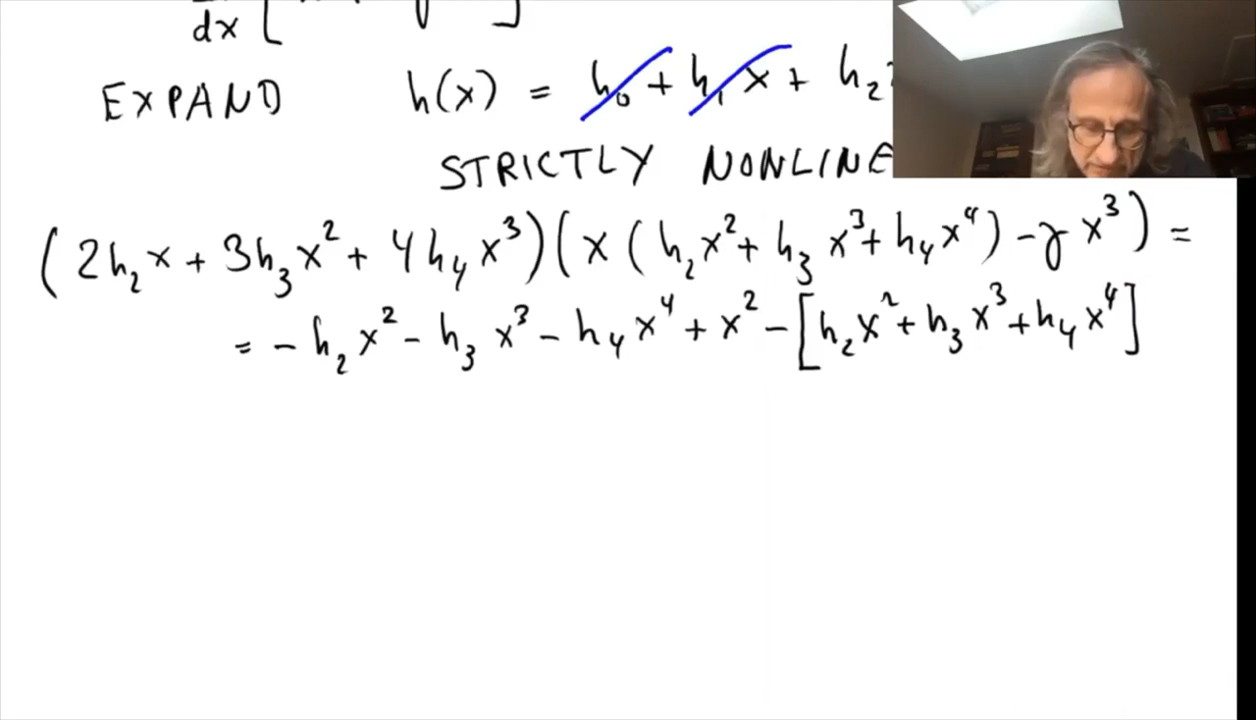 dx [ ]
EXPAND h(x) = h₀ + h₁x + h₂
STRICTLY NONLINE
(2h₂x + 3h₃x² + 4h₄x³)(x(h₂x² + h₃x³ + h₄x⁴) - γx³) =
= - h₂x² - h₃x³ - h₄x⁴ + x² - [h₂x² + h₃x³ + h₄x⁴]